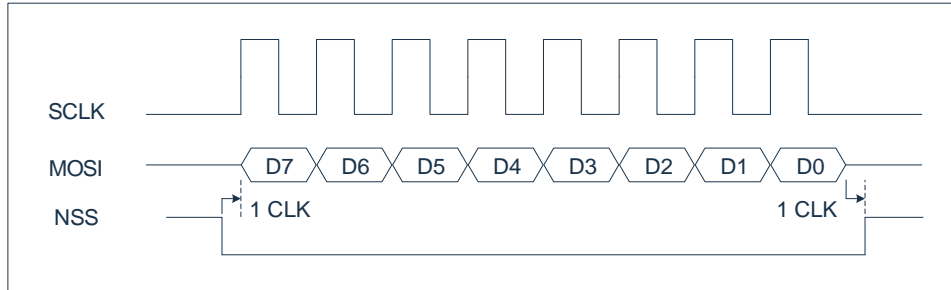 SCLK
MOSI D7 D6 D5 D4 D3 D2 D1 D0
1 CLK 1 CLK
NSS